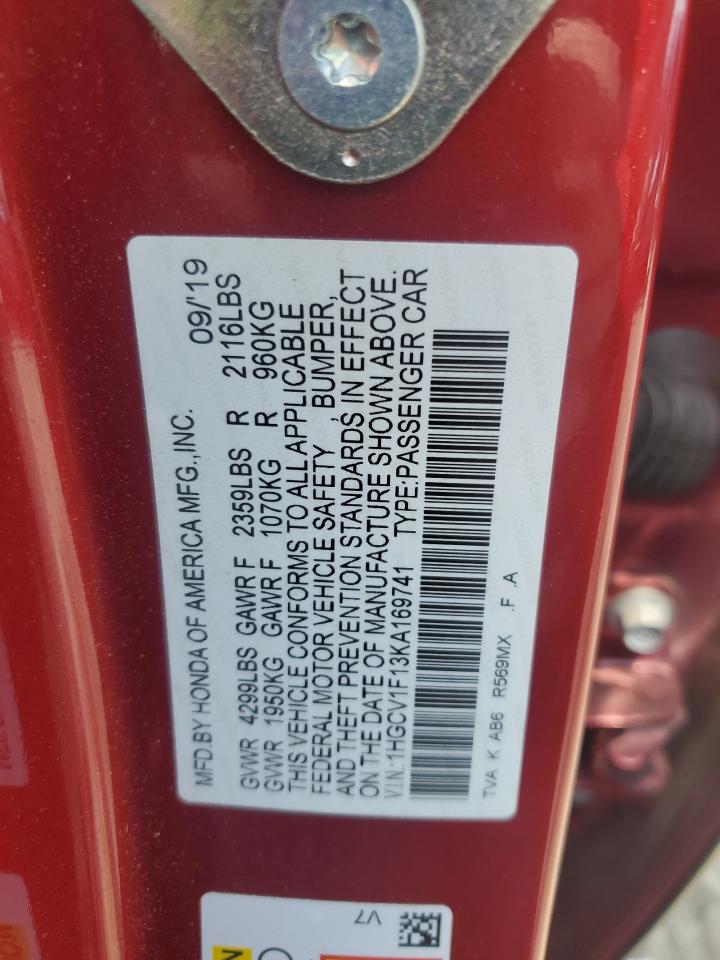 MFD.BY HONDA OF AMERICA MFG.,INC. 09/'19
GVWR 4299LBS GAWR F 2359LBS R 2116LBS
GVWR 1950KG GAWR F 1070KG R 960KG
THIS VEHICLE CONFORMS TO ALL APPLICABLE
FEDERAL MOTOR VEHICLE SAFETY , BUMPER,
AND THEFT PREVENTION STANDARDS IN EFFECT
ON THE DATE OF MANUFACTURE SHOWN ABOVE.
V.I.N.:1HGCV1F13KA169741 TYPE:PASSENGER CAR
TVA K AB6 R569MX .F .A
V7